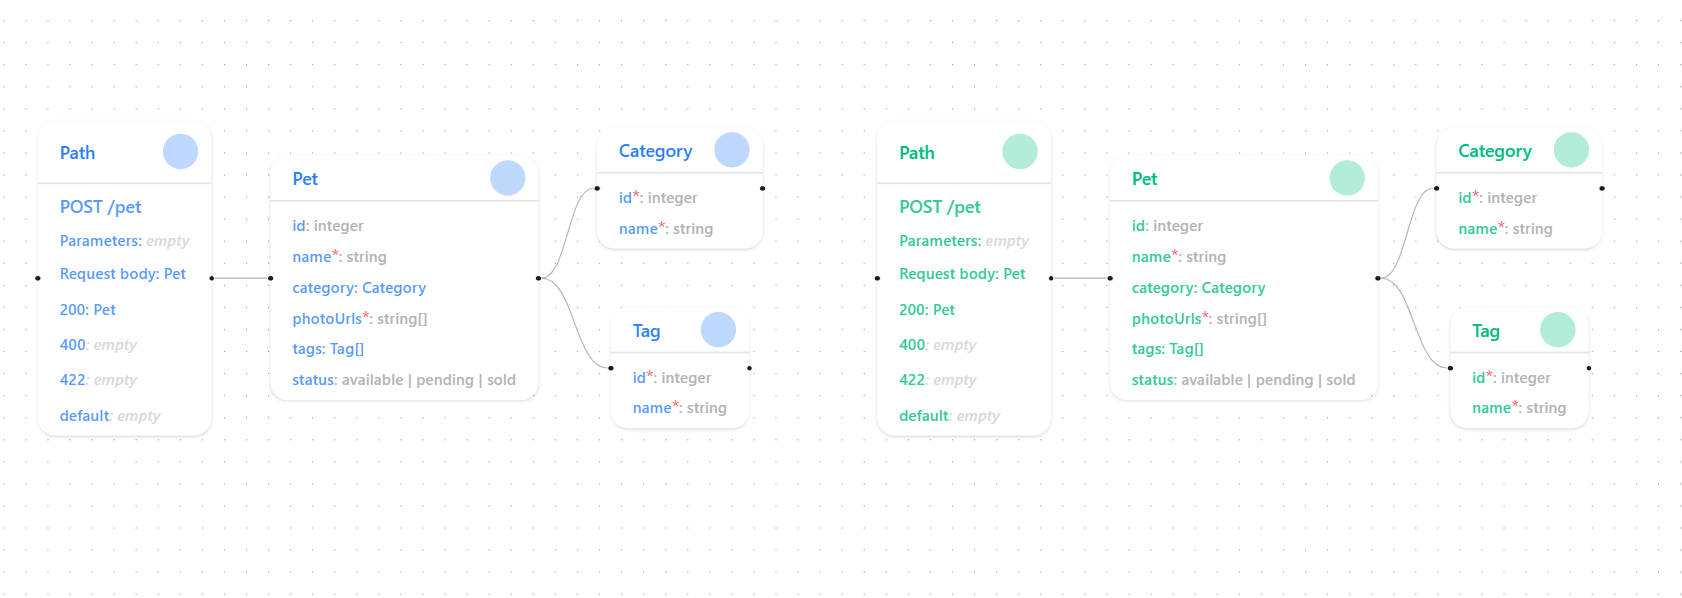 Path
POST /pet
Parameters: empty
Request body: Pet
200: Pet
400: empty
422: empty
default: empty
Pet
id: integer
name*: string
category: Category
photoUrls*: string[]
tags: Tag[]
status: available | pending | sold
Category
id*: integer
name*: string
Tag
id*: integer
name*: string
Path
POST /pet
Parameters: empty
Request body: Pet
200: Pet
400: empty
422: empty
default: empty
Pet
id: integer
name*: string
category: Category
photoUrls*: string[]
tags: Tag[]
status: available | pending | sold
Category
id*: integer
name*: string
Tag
id*: integer
name*: string